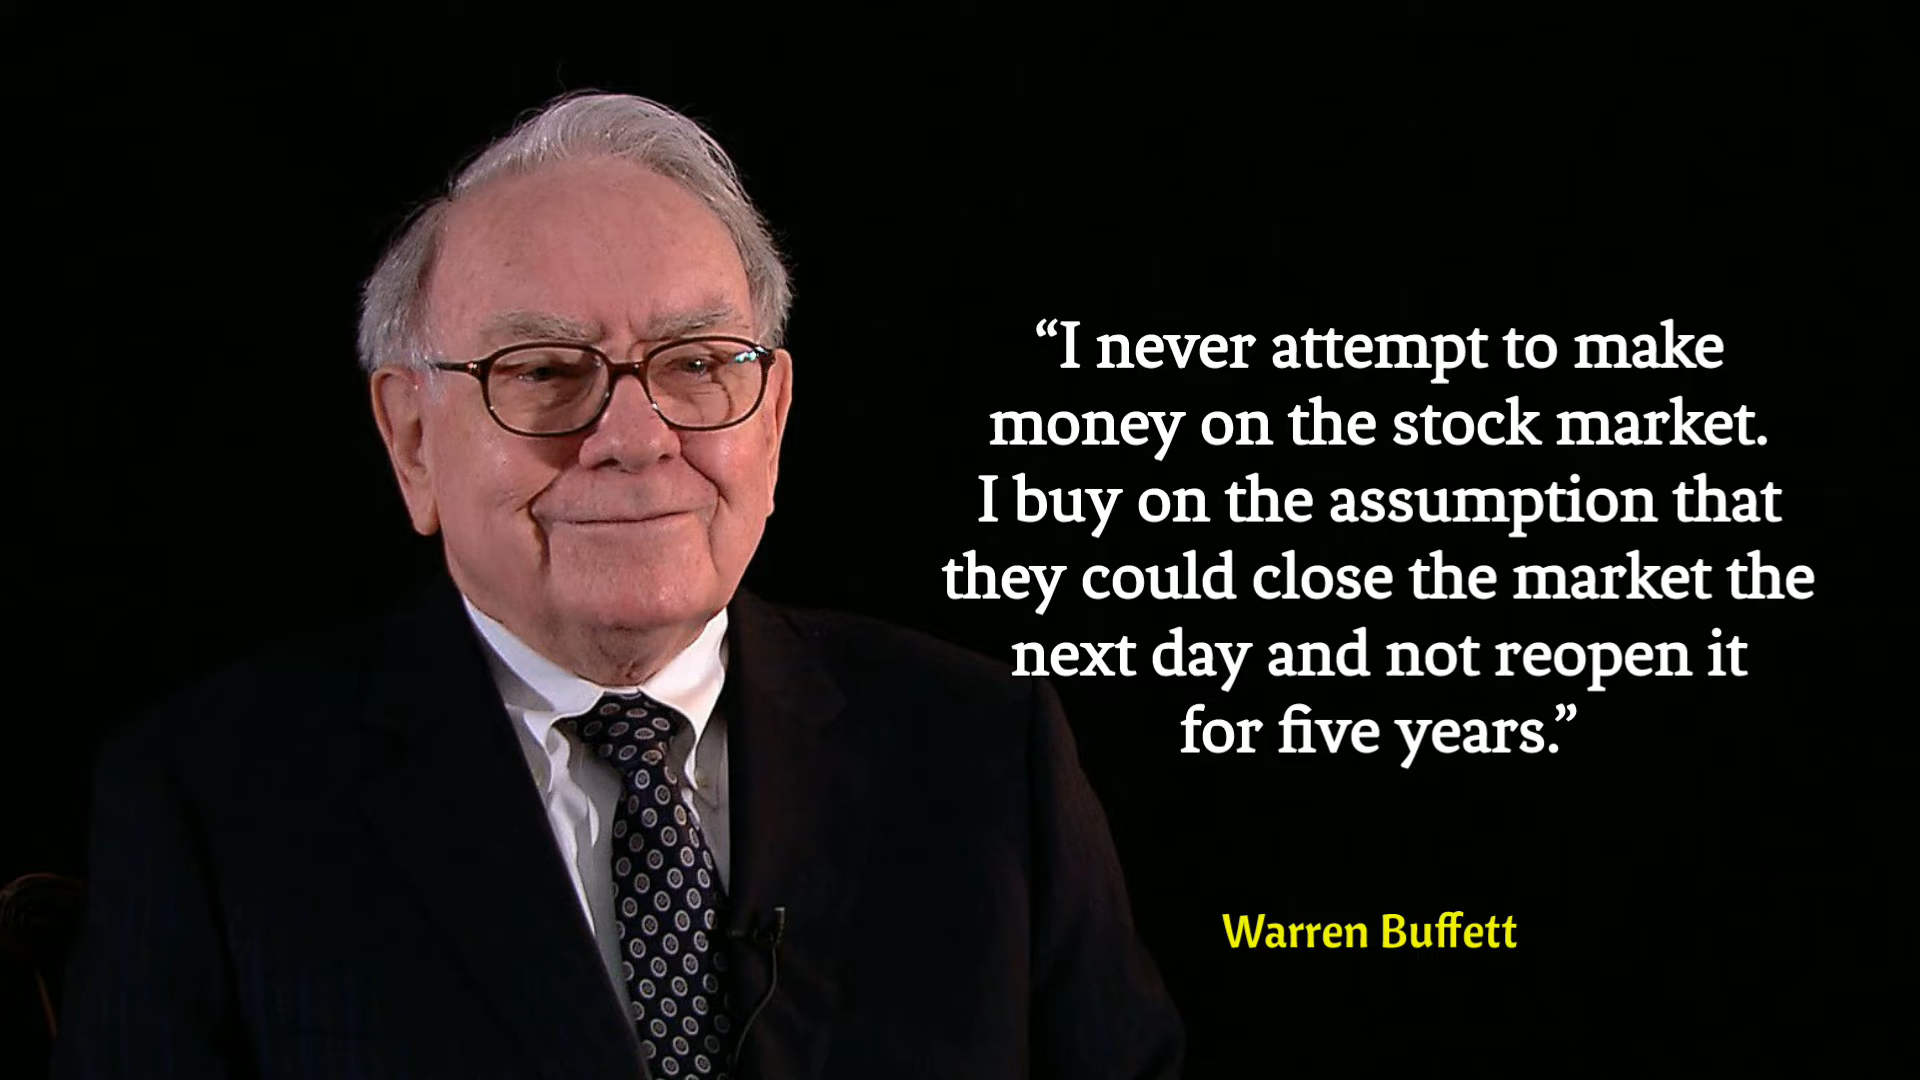 “I never attempt to make
money on the stock market.
I buy on the assumption that
they could close the market the
next day and not reopen it
for five years.”
Warren Buffett